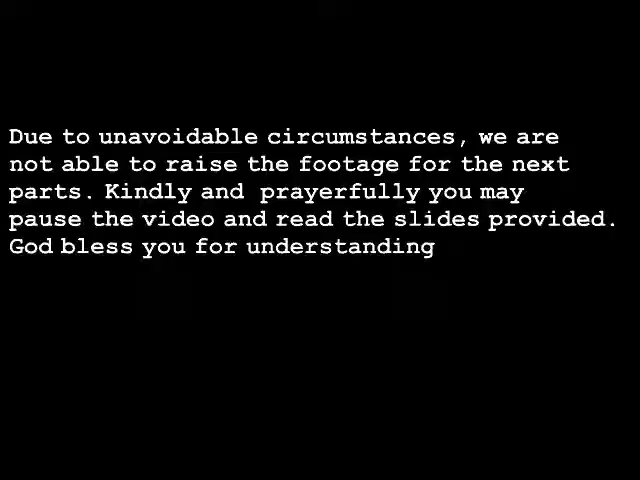 Due to unavoidable circumstances, we are
not able to raise the footage for the next
parts. Kindly and prayerfully you may
pause the video and read the slides provided.
God bless you for understanding